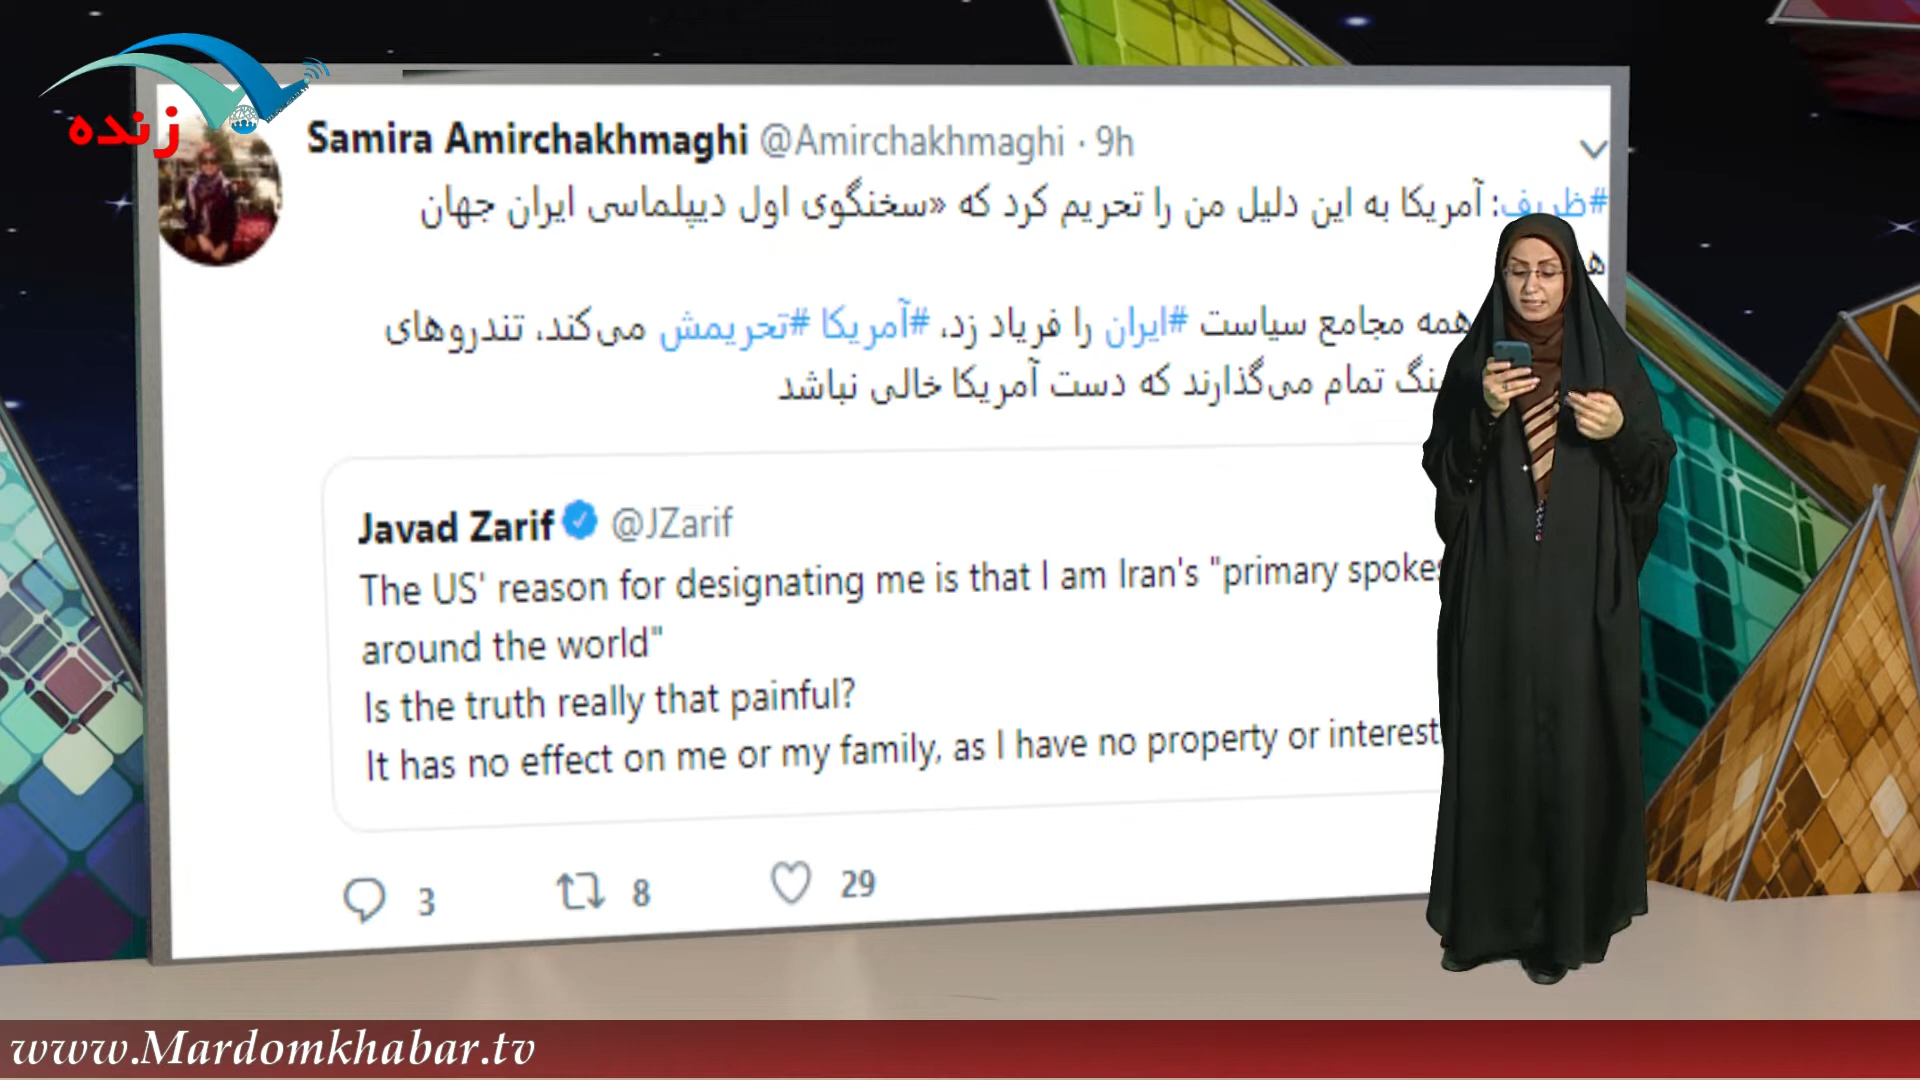 زنده
Samira Amirchakhmaghi @Amirchakhmaghi · 9h
#ظریف: آمریکا به این دلیل من را تحریم کرد که «سخنگوی اول دیپلماسی ایران جهان
همه مجامع سیاست #ایران را فریاد زد، #آمریکا #تحریمش می‌کند، تندروهای
تمام می‌گذارند که دست آمریکا خالی نباشد
Javad Zarif @JZarif
The US' reason for designating me is that I am Iran's "primary
around the world"
Is the truth really that painful?
It has no effect on me or my family, as I have no property or
3 8 29
www.Mardomkhabar.tv